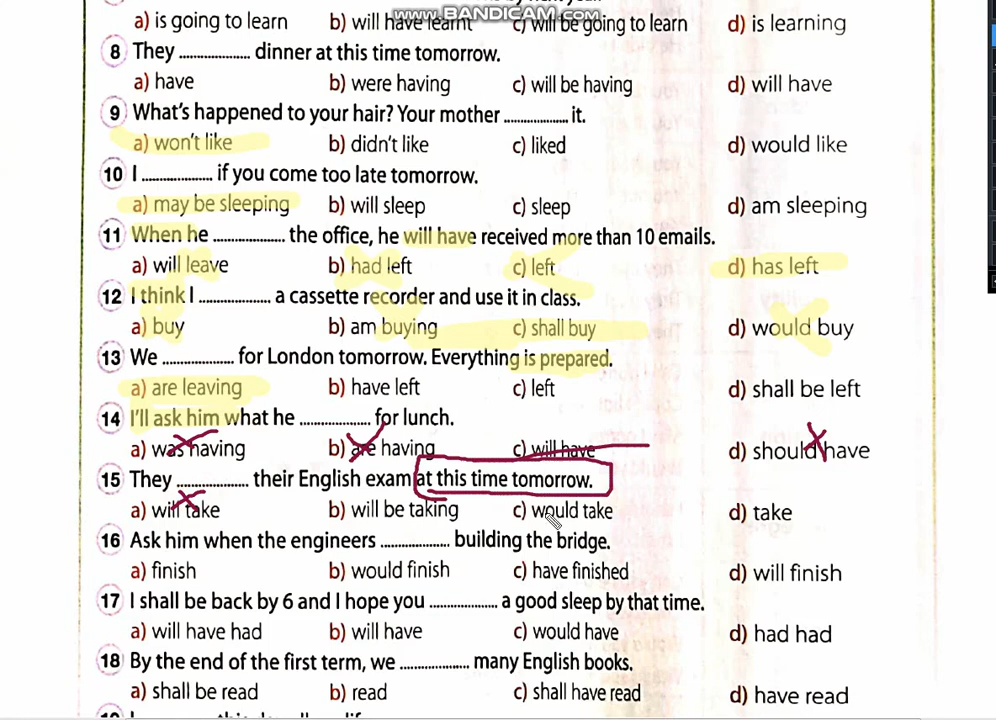 WWW.BANDICAM.COM
a) is going to learn b) will have learnt c) will be going to learn d) is learning
8 They .................... dinner at this time tomorrow.
a) have b) were having c) will be having d) will have
9 What's happened to your hair? Your mother .................. it.
a) won't like b) didn't like c) liked d) would like
10 I .................... if you come too late tomorrow.
a) may be sleeping b) will sleep c) sleep d) am sleeping
11 When he .................... the office, he will have received more than 10 emails.
a) will leave b) had left c) left d) has left
12 I think I .................... a cassette recorder and use it in class.
a) buy b) am buying c) shall buy d) would buy
13 We .................... for London tomorrow. Everything is prepared.
a) are leaving b) have left c) left d) shall be left
14 I'll ask him what he .................... for lunch.
a) was having b) are having c) will have d) should have
15 They .................... their English exam at this time tomorrow.
a) will take b) will be taking c) would take d) take
16 Ask him when the engineers .................... building the bridge.
a) finish b) would finish c) have finished d) will finish
17 I shall be back by 6 and I hope you .................... a good sleep by that time.
a) will have had b) will have c) would have d) had had
18 By the end of the first term, we .................... many English books.
a) shall be read b) read c) shall have read d) have read